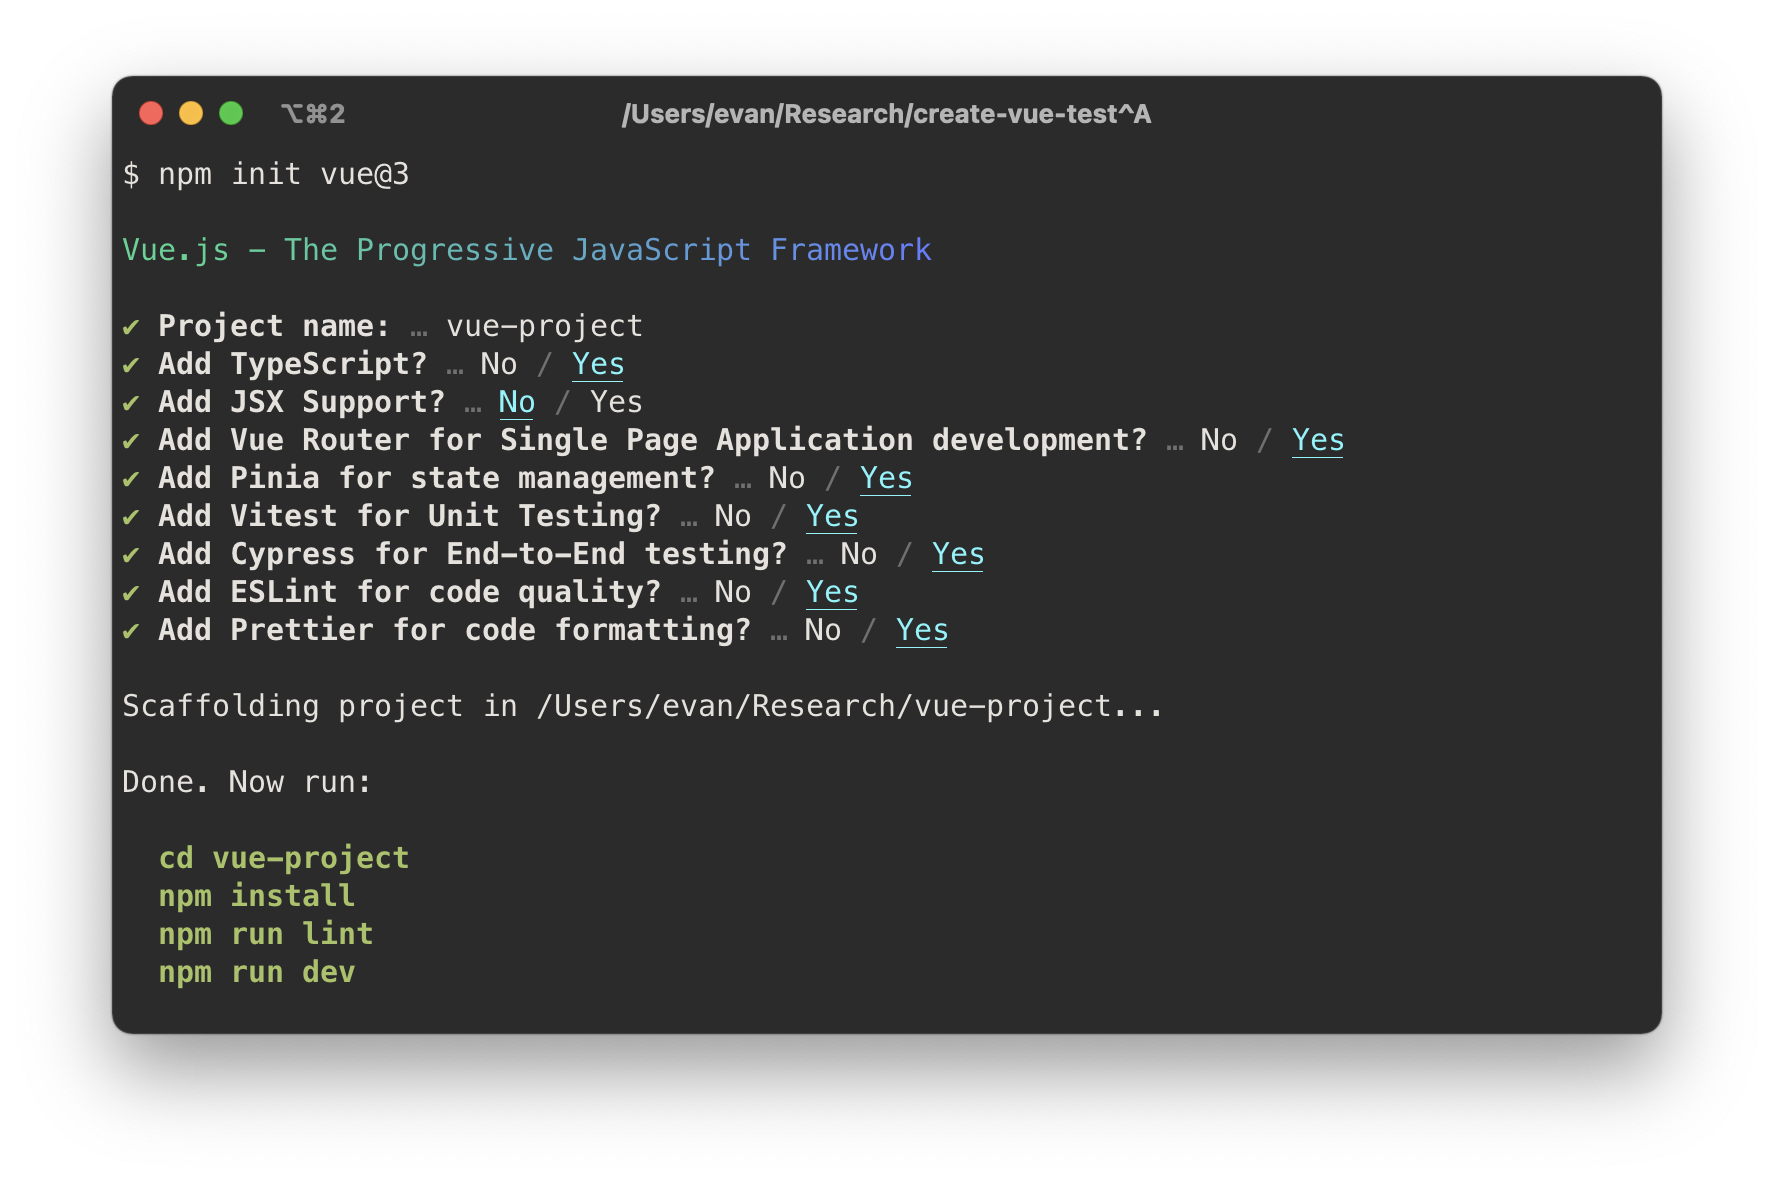 ⌥⌘2 /Users/evan/Research/create-vue-test^A
$ npm init vue@3
Vue.js - The Progressive JavaScript Framework
✔ Project name: … vue-project
✔ Add TypeScript? … No / Yes
✔ Add JSX Support? … No / Yes
✔ Add Vue Router for Single Page Application development? … No / Yes
✔ Add Pinia for state management? … No / Yes
✔ Add Vitest for Unit Testing? … No / Yes
✔ Add Cypress for End-to-End testing? … No / Yes
✔ Add ESLint for code quality? … No / Yes
✔ Add Prettier for code formatting? … No / Yes
Scaffolding project in /Users/evan/Research/vue-project...
Done. Now run:
cd vue-project
npm install
npm run lint
npm run dev